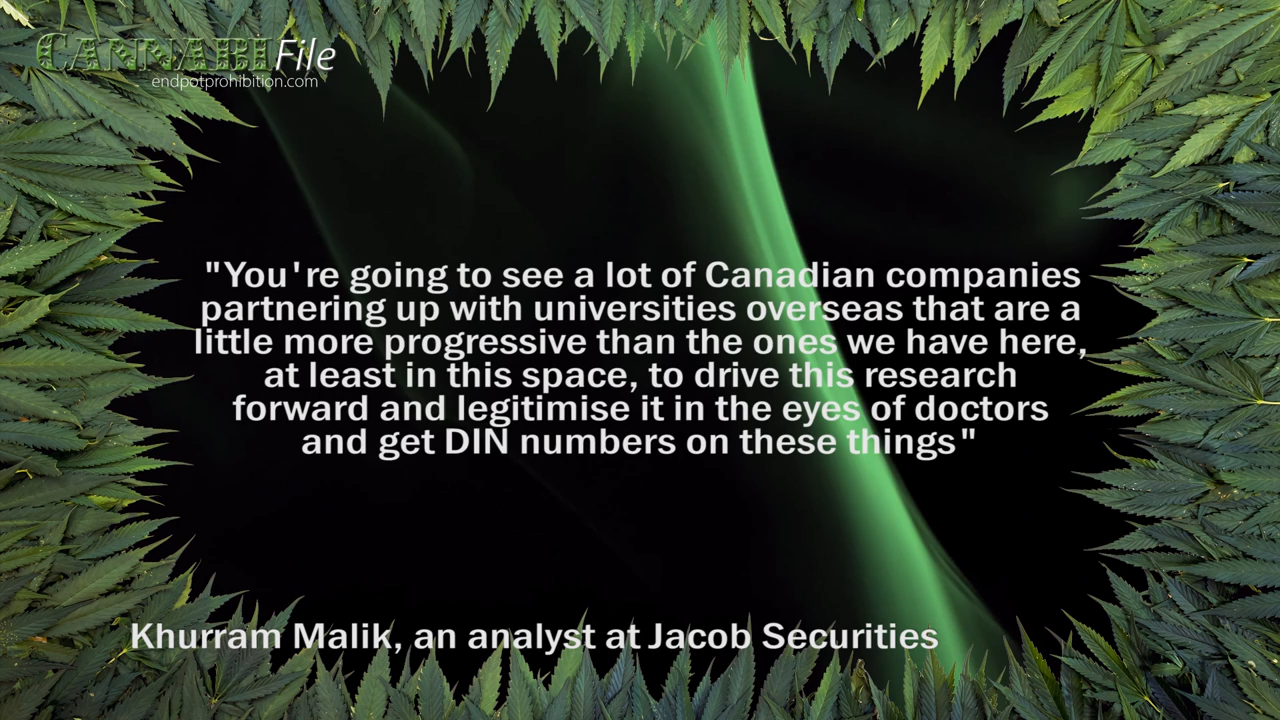 CANNABIFile
endpotprohibition.com
"You're going to see a lot of Canadian companies
partnering up with universities overseas that are a
little more progressive than the ones we have here,
at least in this space, to drive this research
forward and legitimise it in the eyes of doctors
and get DIN numbers on these things"
Khurram Malik, an analyst at Jacob Securities